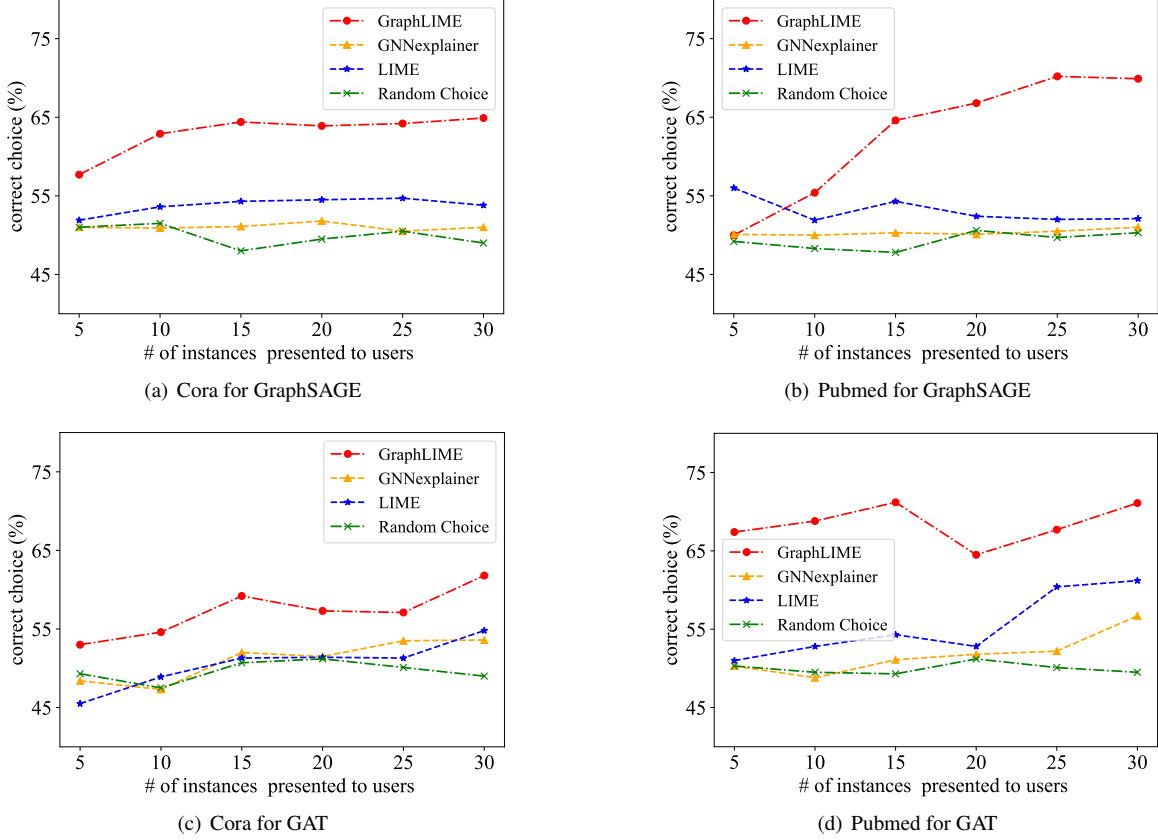 75
65
55
45
correct choice (%)
GraphLIME
GNNexplainer
LIME
Random Choice
5 10 15 20 25 30
# of instances presented to users
(a) Cora for GraphSAGE
75
65
55
45
correct choice (%)
GraphLIME
GNNexplainer
LIME
Random Choice
5 10 15 20 25 30
# of instances presented to users
(b) Pubmed for GraphSAGE
75
65
55
45
correct choice (%)
GraphLIME
GNNexplainer
LIME
Random Choice
5 10 15 20 25 30
# of instances presented to users
(c) Cora for GAT
75
65
55
45
correct choice (%)
GraphLIME
GNNexplainer
LIME
Random Choice
5 10 15 20 25 30
# of instances presented to users
(d) Pubmed for GAT